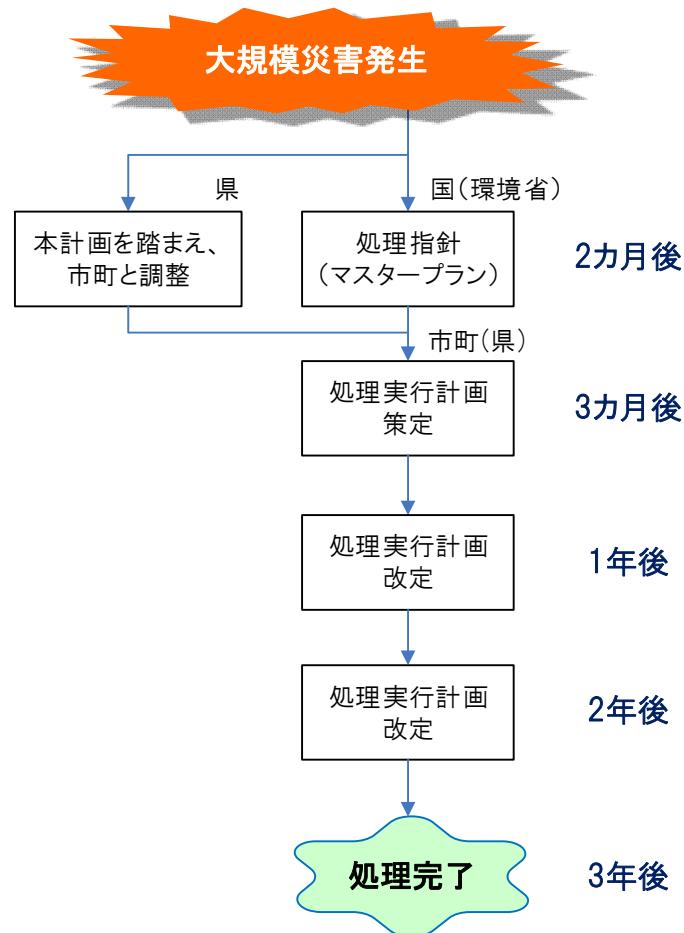 大規模災害発生
県
国(環境省)
本計画を踏まえ、
市町と調整
処理指針
(マスタープラン)
2カ月後
市町(県)
処理実行計画
策定
3カ月後
処理実行計画
改定
1年後
処理実行計画
改定
2年後
処理完了
3年後